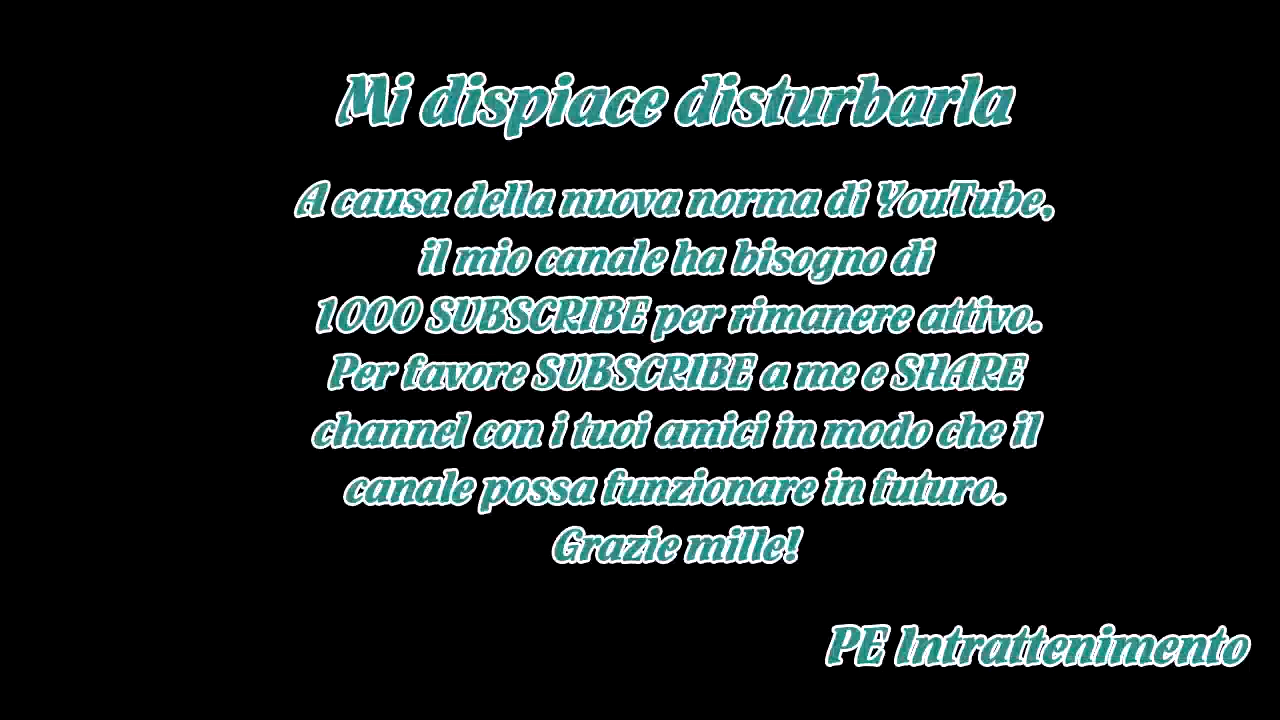 Mi dispiace disturbarla
A causa della nuova norma di YouTube,
il mio canale ha bisogno di
1000 SUBSCRIBE per rimanere attivo.
Per favore SUBSCRIBE a me e SHARE
channel con i tuoi amici in modo che il
canale possa funzionare in futuro.
Grazie mille!
PE Intrattenimento